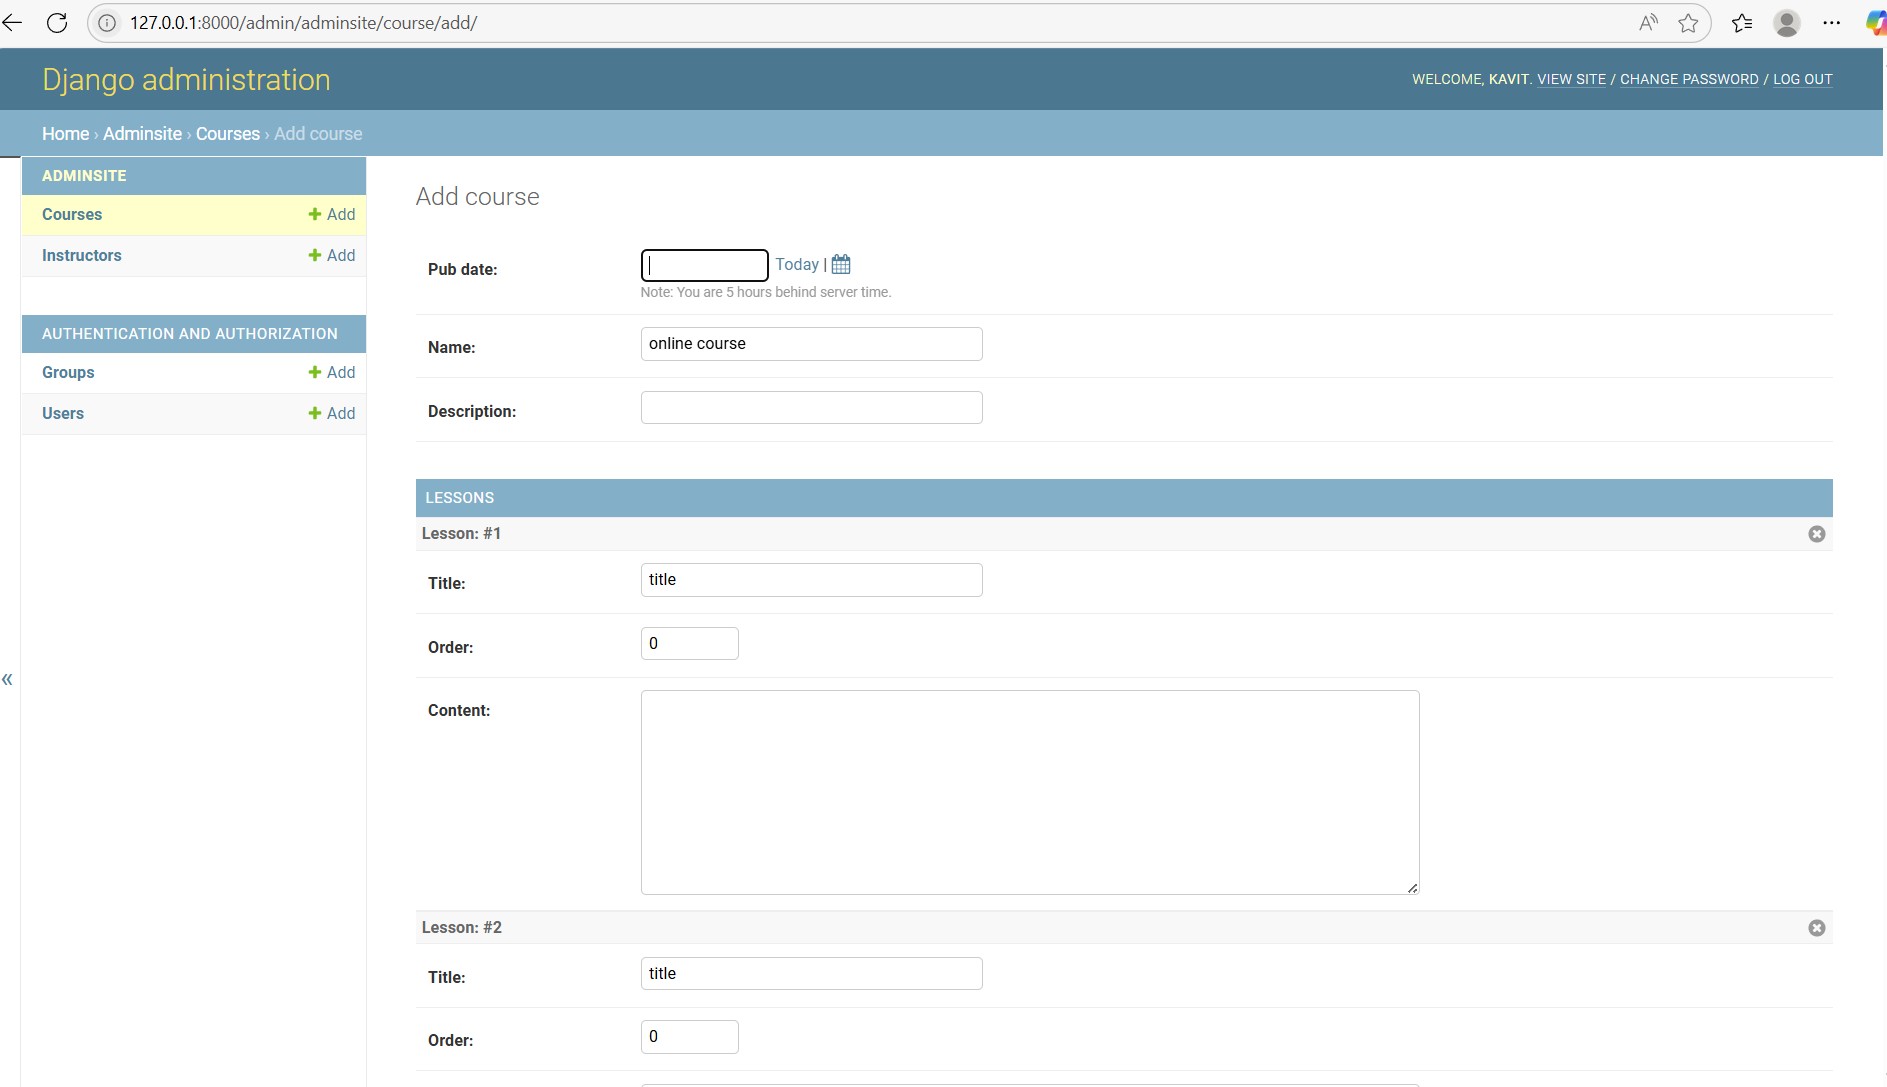 127.0.0.1:8000/admin/adminsite/course/add/
Django administration
WELCOME, KAVIT. VIEW SITE / CHANGE PASSWORD / LOG OUT
Home › Adminsite › Courses › Add course
ADMINSITE
Courses
Add
Instructors
Add
AUTHENTICATION AND AUTHORIZATION
Groups
Add
Users
Add
«
Add course
Pub date:
Today |
Note: You are 5 hours behind server time.
Name:
online course
Description:
LESSONS
Lesson: #1
Title:
title
Order:
0
Content:
Lesson: #2
Title:
title
Order:
0